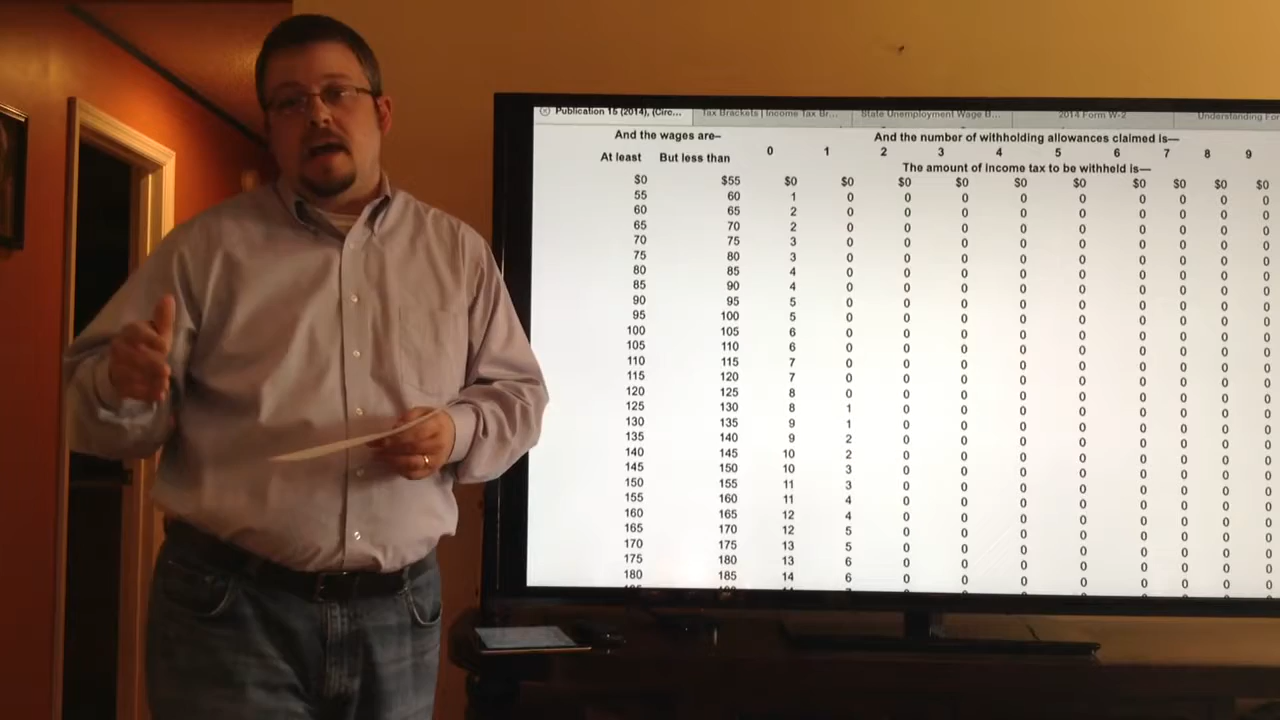 Publication 15 (2014), (Circ... Tax Brackets | Income Tax Br... State Unemployment Wage B... 2014 Form W-2 Understanding For
And the wages are– And the number of withholding allowances claimed is—
At least But less than 0 1 2 3 4 5 6 7 8 9
The amount of income tax to be withheld is—
$0 $55 $0 $0 $0 $0 $0 $0 $0 $0 $0 $0
55 60 1 0 0 0 0 0 0 0 0 0
60 65 2 0 0 0 0 0 0 0 0 0
65 70 2 0 0 0 0 0 0 0 0 0
70 75 3 0 0 0 0 0 0 0 0 0
75 80 3 0 0 0 0 0 0 0 0 0
80 85 4 0 0 0 0 0 0 0 0 0
85 90 4 0 0 0 0 0 0 0 0 0
90 95 5 0 0 0 0 0 0 0 0 0
95 100 5 0 0 0 0 0 0 0 0 0
100 105 6 0 0 0 0 0 0 0 0 0
105 110 6 0 0 0 0 0 0 0 0 0
110 115 7 0 0 0 0 0 0 0 0 0
115 120 7 0 0 0 0 0 0 0 0 0
120 125 8 0 0 0 0 0 0 0 0 0
125 130 8 1 0 0 0 0 0 0 0 0
130 135 9 1 0 0 0 0 0 0 0 0
135 140 9 2 0 0 0 0 0 0 0 0
140 145 10 2 0 0 0 0 0 0 0 0
145 150 10 3 0 0 0 0 0 0 0 0
150 155 11 3 0 0 0 0 0 0 0 0
155 160 11 4 0 0 0 0 0 0 0 0
160 165 12 4 0 0 0 0 0 0 0 0
165 170 12 5 0 0 0 0 0 0 0 0
170 175 13 5 0 0 0 0 0 0 0 0
175 180 13 6 0 0 0 0 0 0 0 0
180 185 14 6 0 0 0 0 0 0 0 0